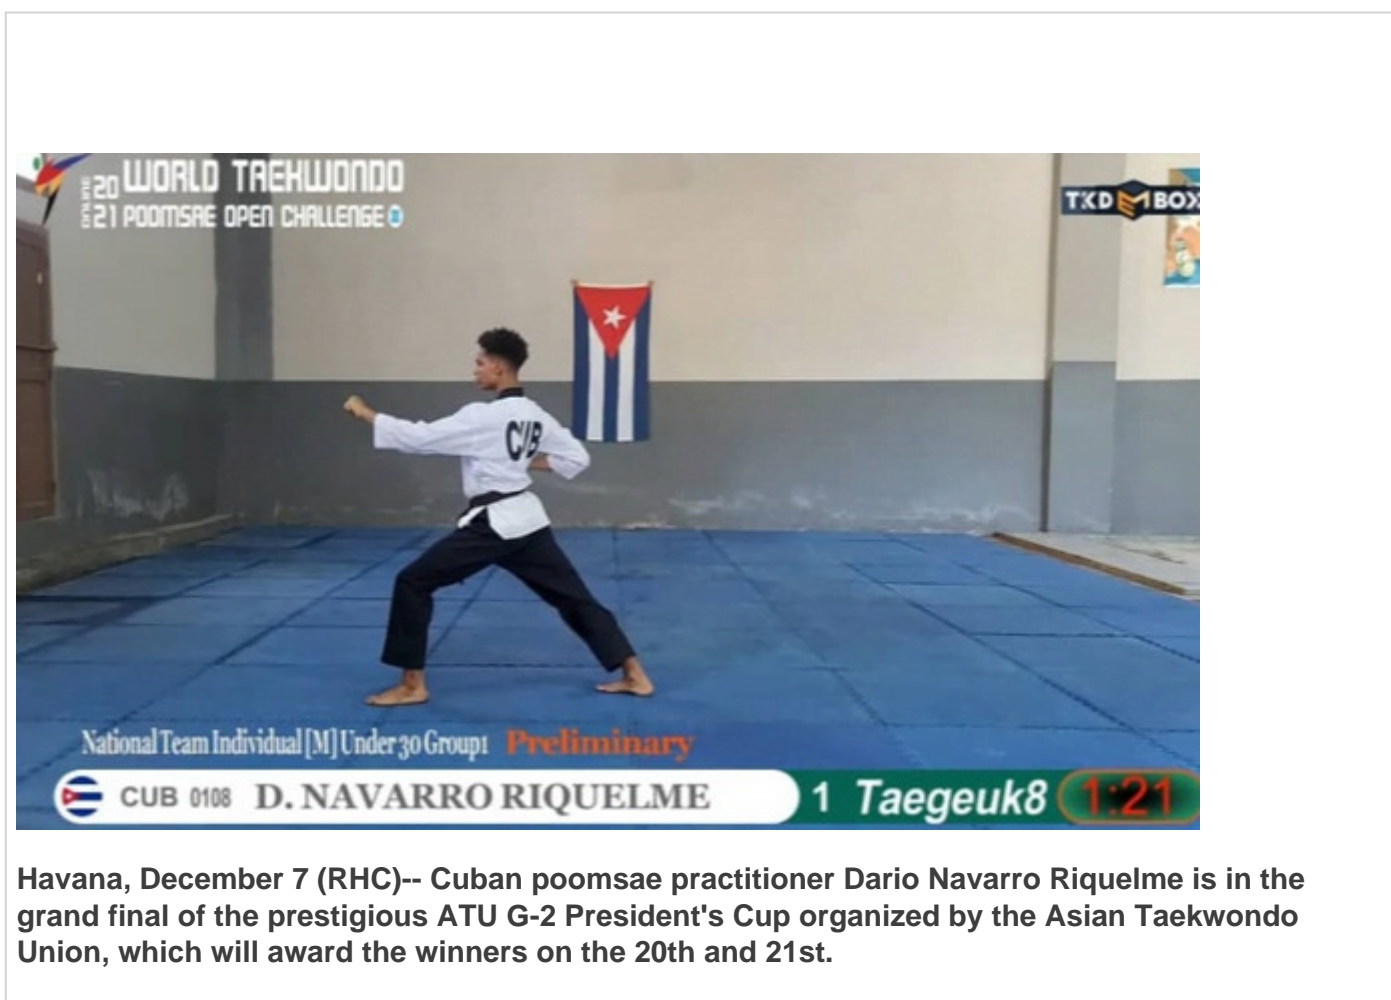 ONLINE 2021 WORLD TAEKWONDO
POOMSAE OPEN CHALLENGE
TKD BOX
CUB
National Team Individual [M] Under 30 Group1 Preliminary
CUB 0108 D. NAVARRO RIQUELME 1 Taegeuk8 1:21
Havana, December 7 (RHC)-- Cuban poomsae practitioner Dario Navarro Riquelme is in the
grand final of the prestigious ATU G-2 President's Cup organized by the Asian Taekwondo
Union, which will award the winners on the 20th and 21st.